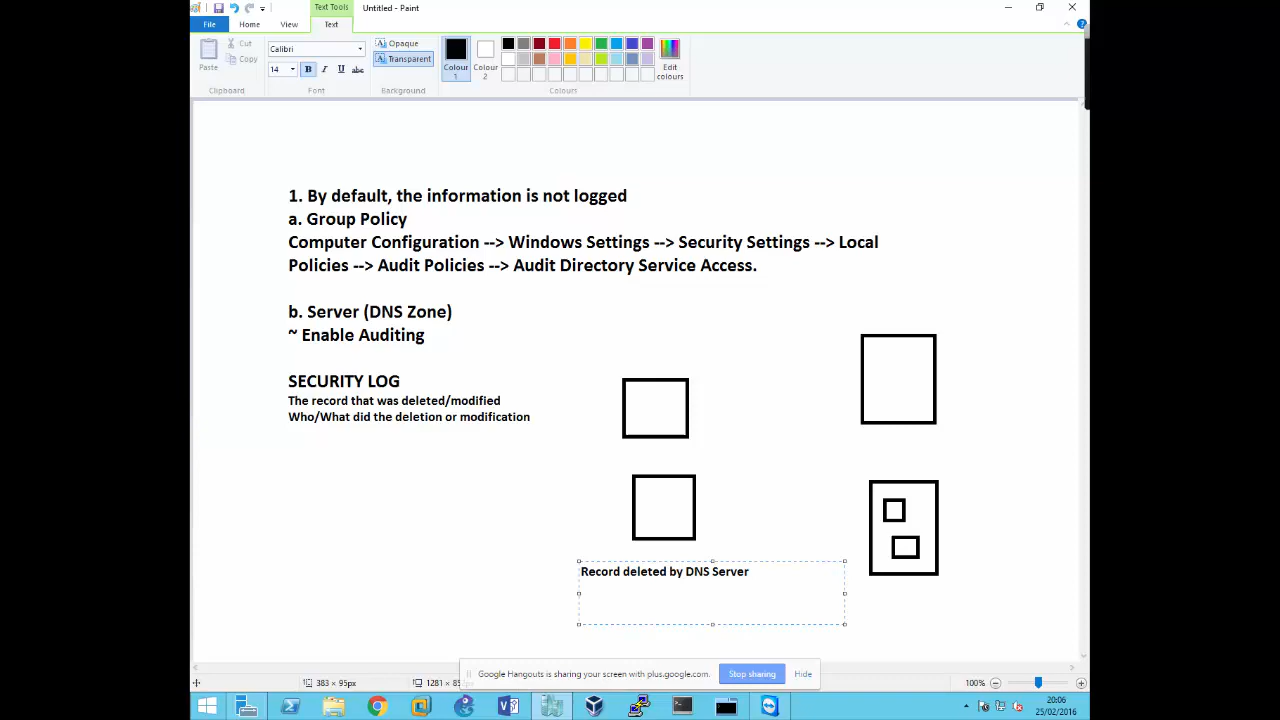 Text Tools
Untitled - Paint
File
Home
View
Text
Paste
Cut
Copy
Clipboard
Calibri
14
B I U abc
Font
Opaque
Transparent
Background
Colour 1
Colour 2
Edit colours
Colours
1. By default, the information is not logged
a. Group Policy
Computer Configuration --> Windows Settings --> Security Settings --> Local
Policies --> Audit Policies --> Audit Directory Service Access.
b. Server (DNS Zone)
~ Enable Auditing
SECURITY LOG
The record that was deleted/modified
Who/What did the deletion or modification
Record deleted by DNS Server
Google Hangouts is sharing your screen with plus.google.com.
Stop sharing
Hide
383 × 95px
100%
20:06
25/02/2016